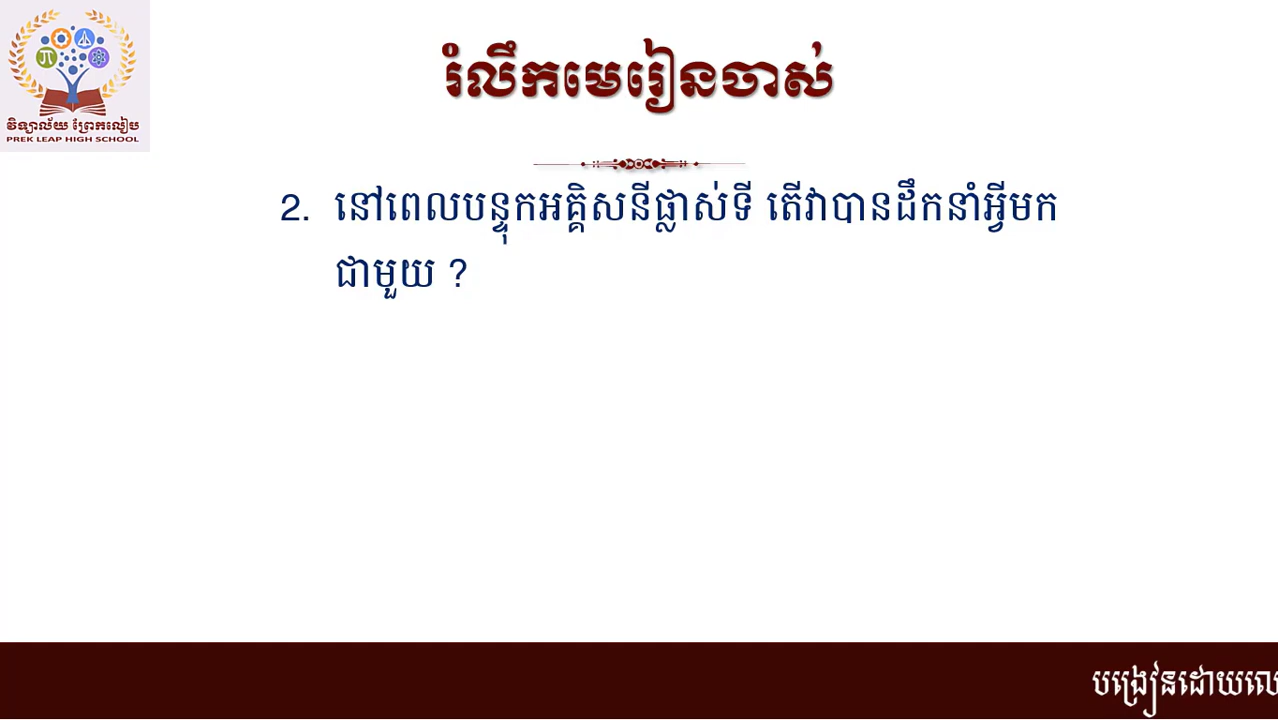 វិទ្យាល័យ ព្រែកលៀប
PREK LEAP HIGH SCHOOL
រំលឹកមេរៀនចាស់
2. នៅពេលបន្ទុកអគ្គិសនីផ្លាស់ទី តើវាបានដឹកនាំអ្វីមក
ជាមួយ ?
បង្រៀនដោយលេ